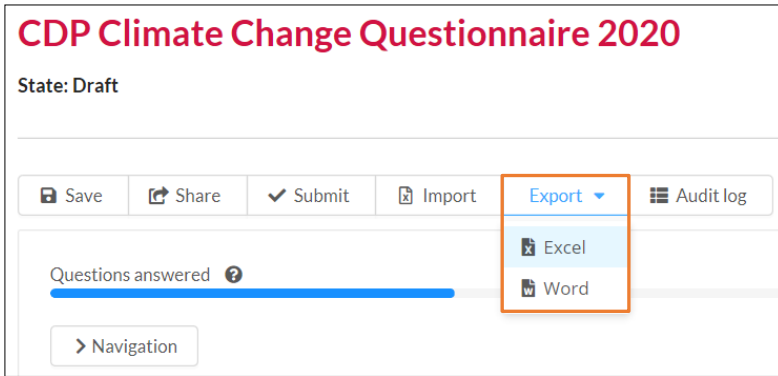 CDP Climate Change Questionnaire 2020
State: Draft
Save Share Submit Import Export Audit log
Excel
Word
Questions answered
Navigation